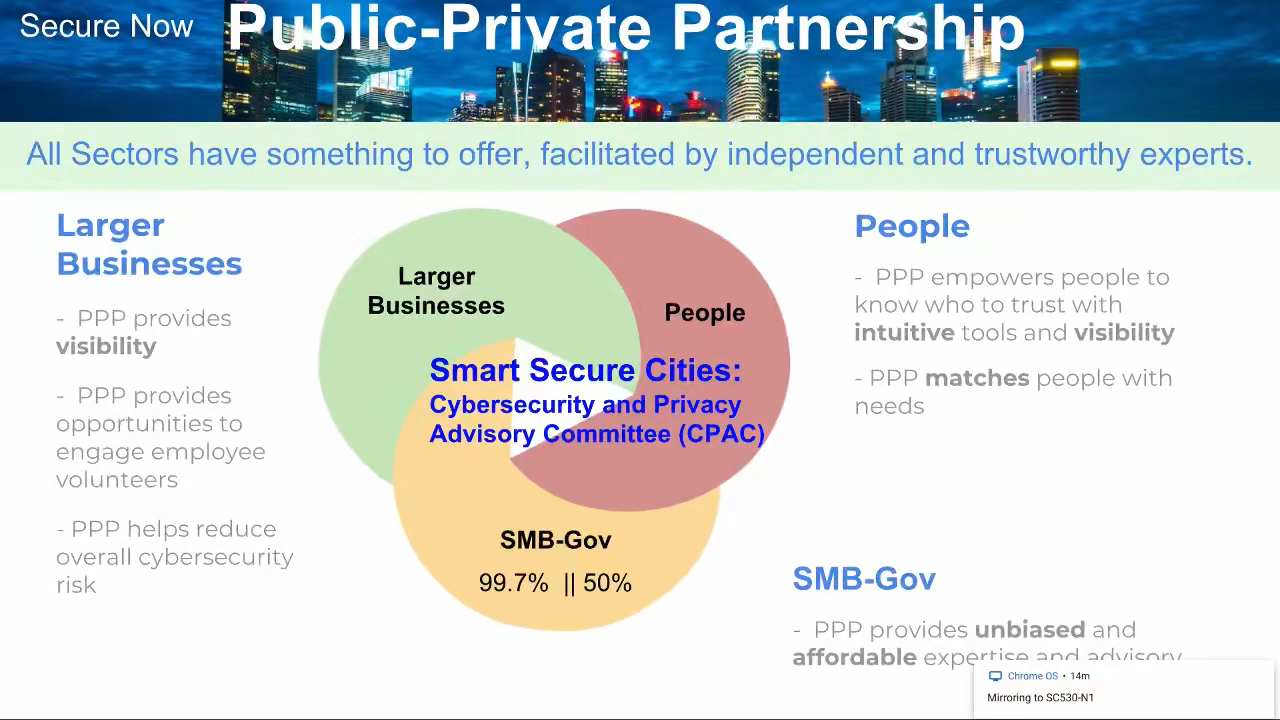 Secure Now
Public-Private Partnership
All Sectors have something to offer, facilitated by independent and trustworthy experts.
Larger
Businesses
- PPP provides
visibility
- PPP provides
opportunities to
engage employee
volunteers
- PPP helps reduce
overall cybersecurity
risk
Larger
Businesses
People
Smart Secure Cities:
Cybersecurity and Privacy
Advisory Committee (CPAC)
SMB-Gov
99.7% || 50%
People
- PPP empowers people to
know who to trust with
intuitive tools and visibility
- PPP matches people with
needs
SMB-Gov
- PPP provides unbiased and
affordable expertise and advisory
Chrome OS • 14m
Mirroring to SC530-N1